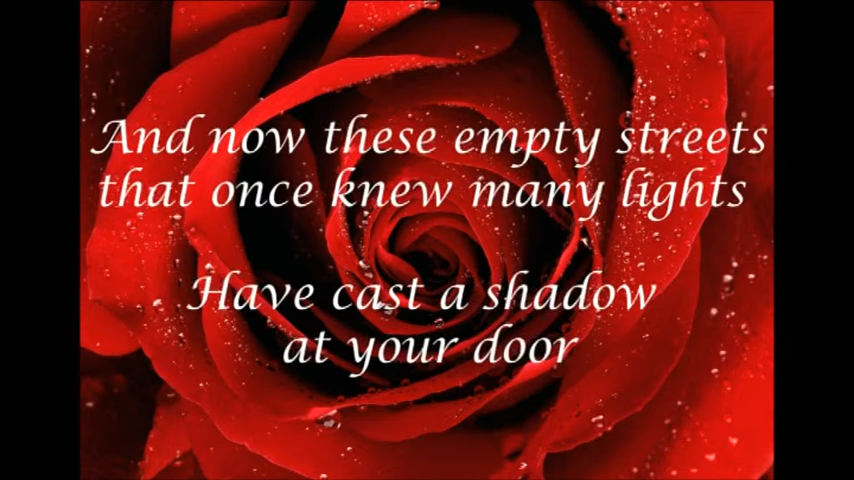 And now these empty streets
that once knew many lights
Have cast a shadow
at your door